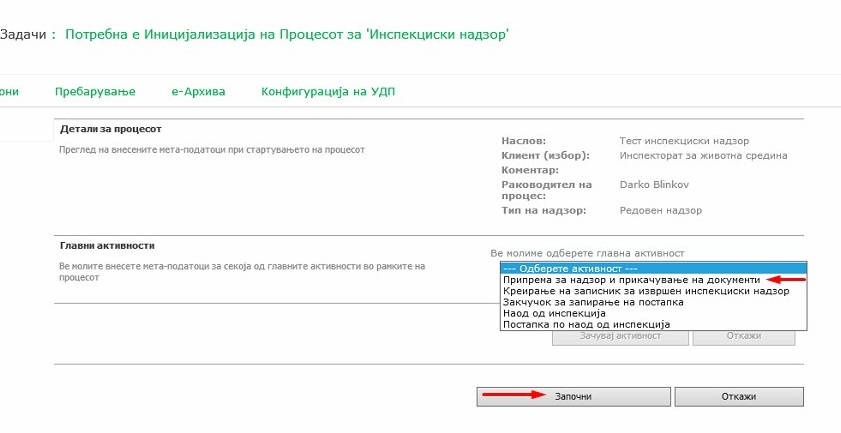 Задачи : Потребна е Иницијализација на Процесот за 'Инспекциски надзор'
они Пребарување е-Архива Конфигурација на УДП
Детали за процесот
Преглед на внесените мета-податоци при стартувањето на процесот
Наслов: Тест инспекциски надзор
Клиент (избор): Инспекторат за животна средина
Коментар:
Раководител на Darko Blinkov
процес:
Тип на надзор: Редовен надзор
Главни активности
Ве молите внесете мета-податоци за секоја од главните активности во рамките на
процесот
Ве молиме одберете главна активност
--- Одберете активност ---
Припрема за надзор и прикачување на документи
Креирање на записник за извршен инспекциски надзор
Закчучок за запирање на постапка
Наод од инспекција
Постапка по наод од инспекција
Зачувај активност Откажи
Започни Откажи